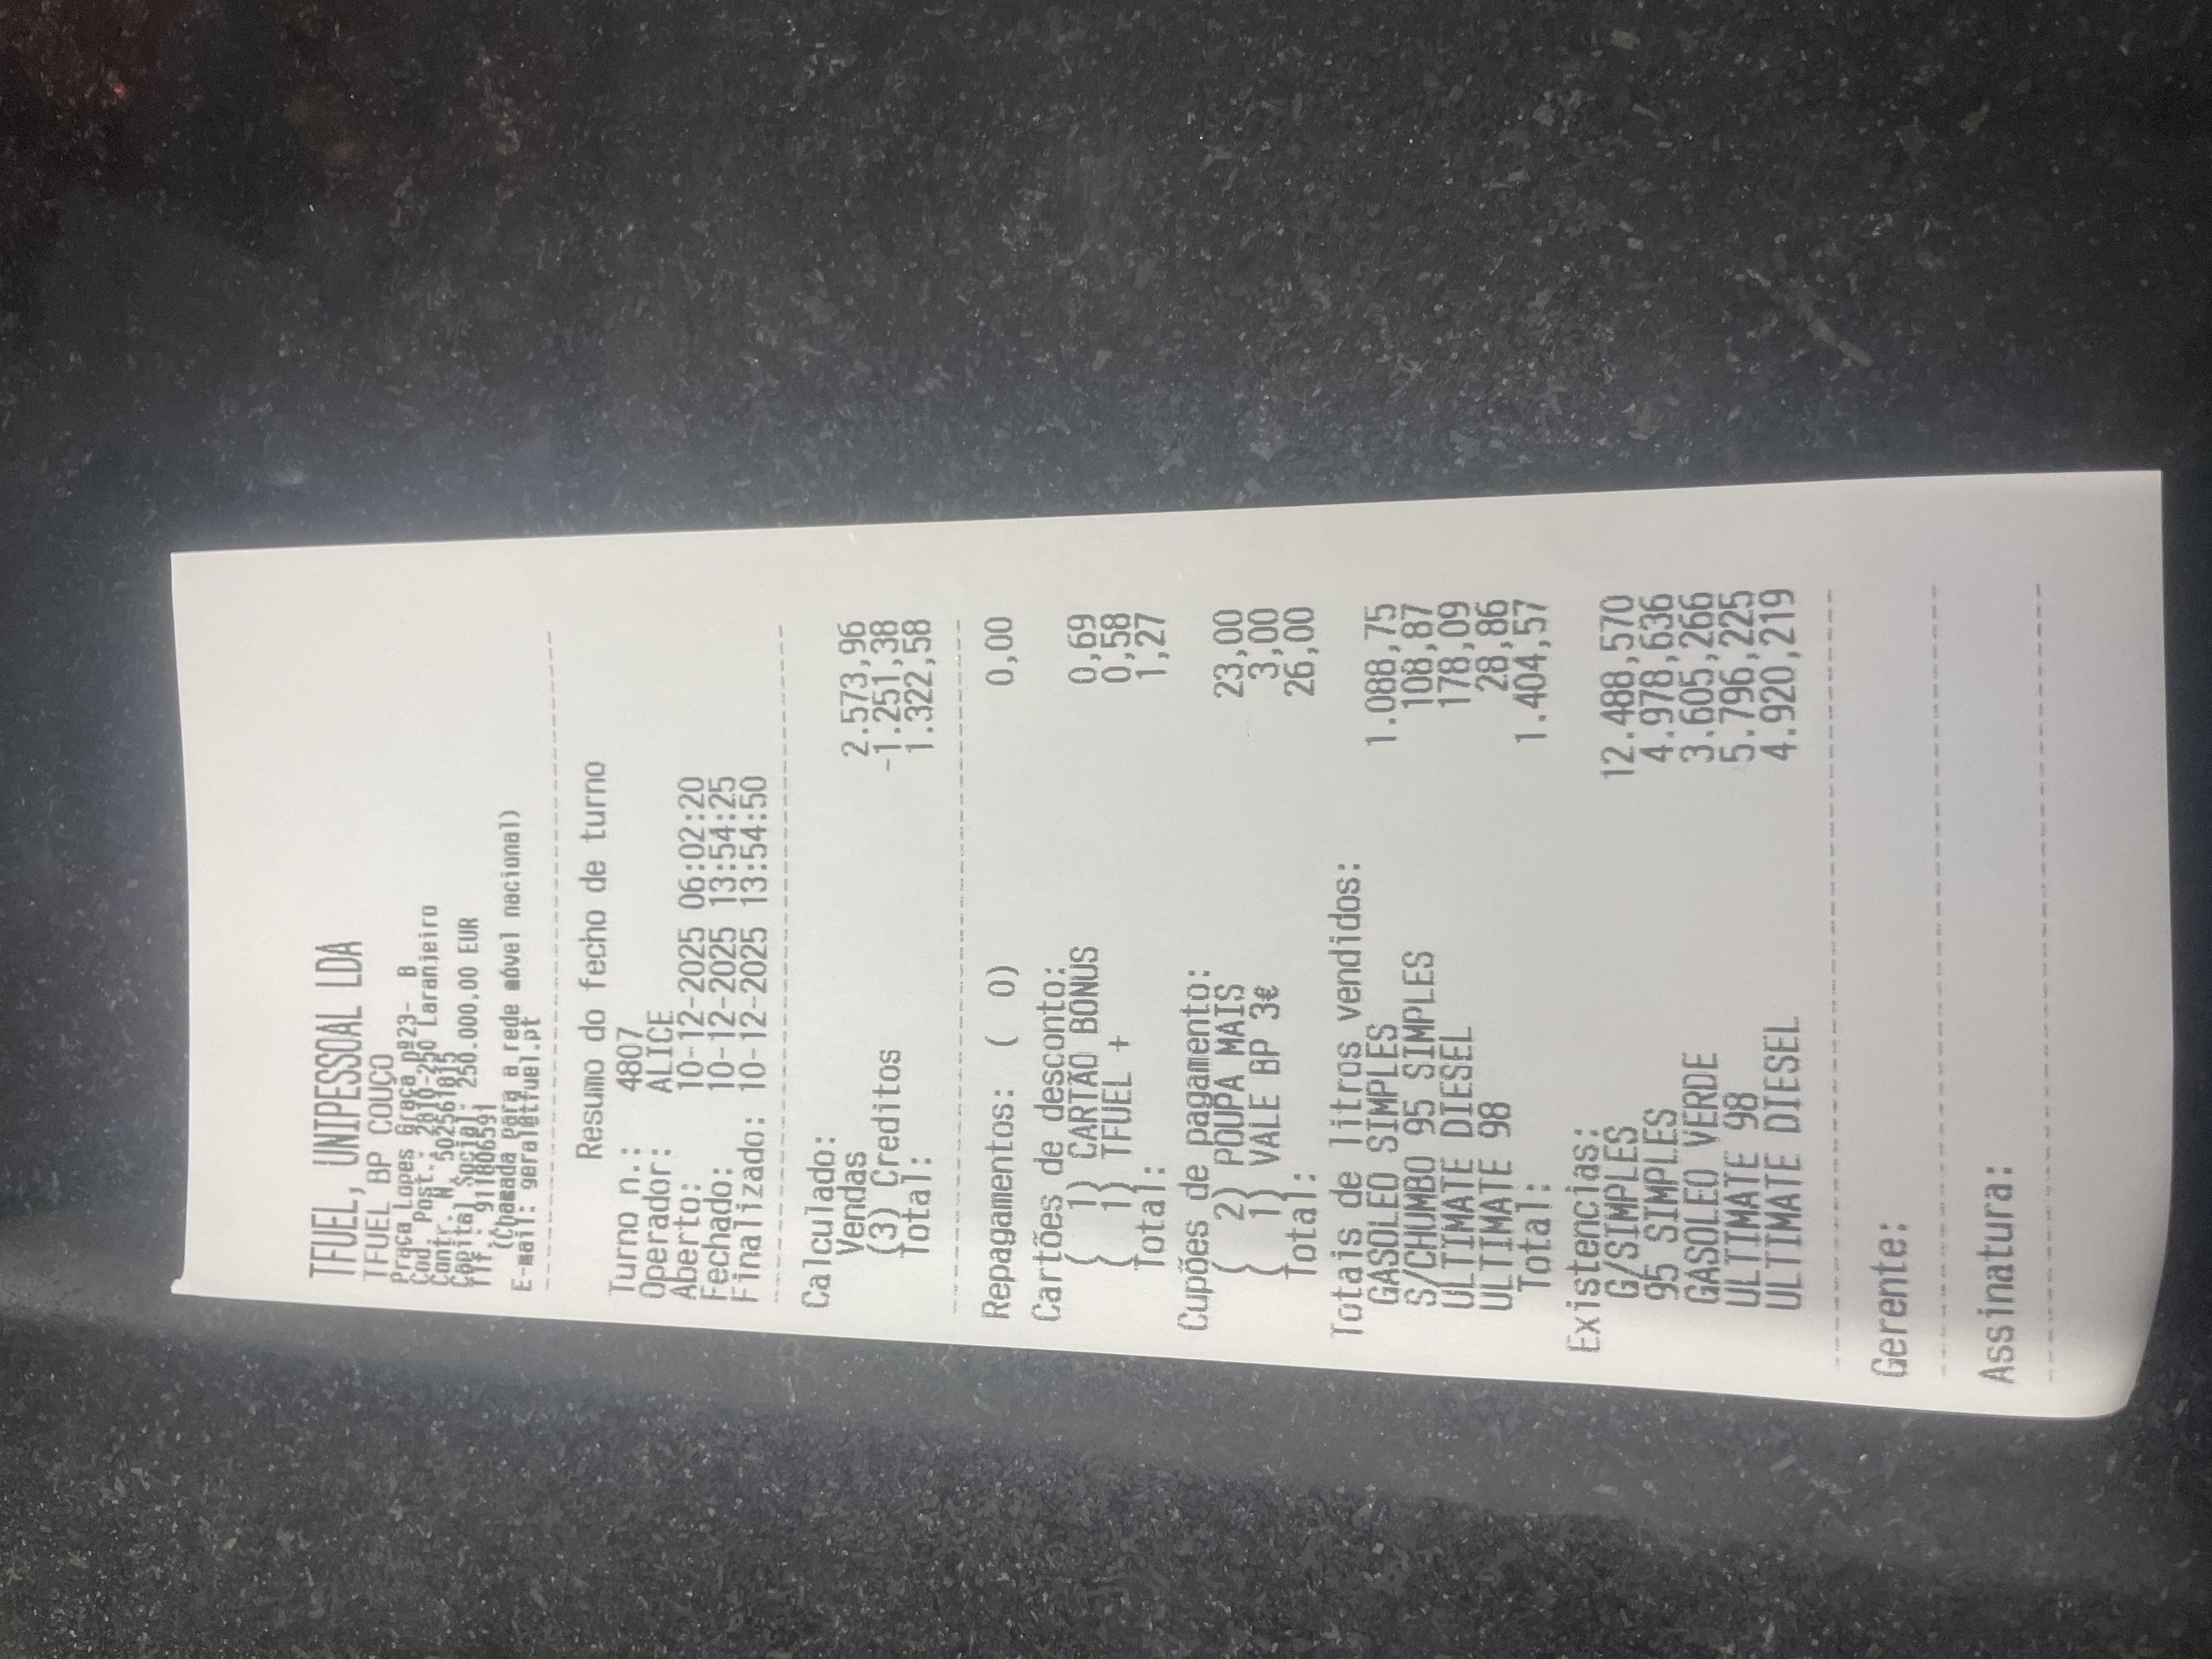 TFUEL, UNIPESSOAL LDA
TFUEL BP COUÇO
Praça Lopes Graça nº23- B
Cod. Post.: 2810-250 Laranjeiro
Contr. N. 502561815
Capital Social. 250.000,00 EUR
Tlf.: 911806591
(Chamada para a rede móvel nacional)
E-mail: geral@tfuel.pt
Resumo do fecho de turno
Turno n.: 4807
Operador: ALICE
Aberto: 10-12-2025 06:02:20
Fechado: 10-12-2025 13:54:25
Finalizado: 10-12-2025 13:54:50
Calculado:
Vendas 2.573,96
(3) Creditos -1.251,38
Total: 1.322,58
Repagamentos: ( 0) 0,00
Cartões de desconto:
( 1) CARTÃO BONUS 0,69
( 1) TFUEL + 0,58
Total: 1,27
Cupões de pagamento:
( 2) POUPA MAIS 23,00
( 1) VALE BP 3€ 3,00
Total: 26,00
Totais de litros vendidos:
GASOLEO SIMPLES 1.088,75
S/CHUMBO 95 SIMPLES 108,87
ULTIMATE DIESEL 178,09
ULTIMATE 98 28,86
Total: 1.404,57
Existencias:
G/SIMPLES 12.488,570
95 SIMPLES 4.978,636
GASOLEO VERDE 3.605,266
ULTIMATE 98 5.796,225
ULTIMATE DIESEL 4.920,219
Gerente:
Assinatura: